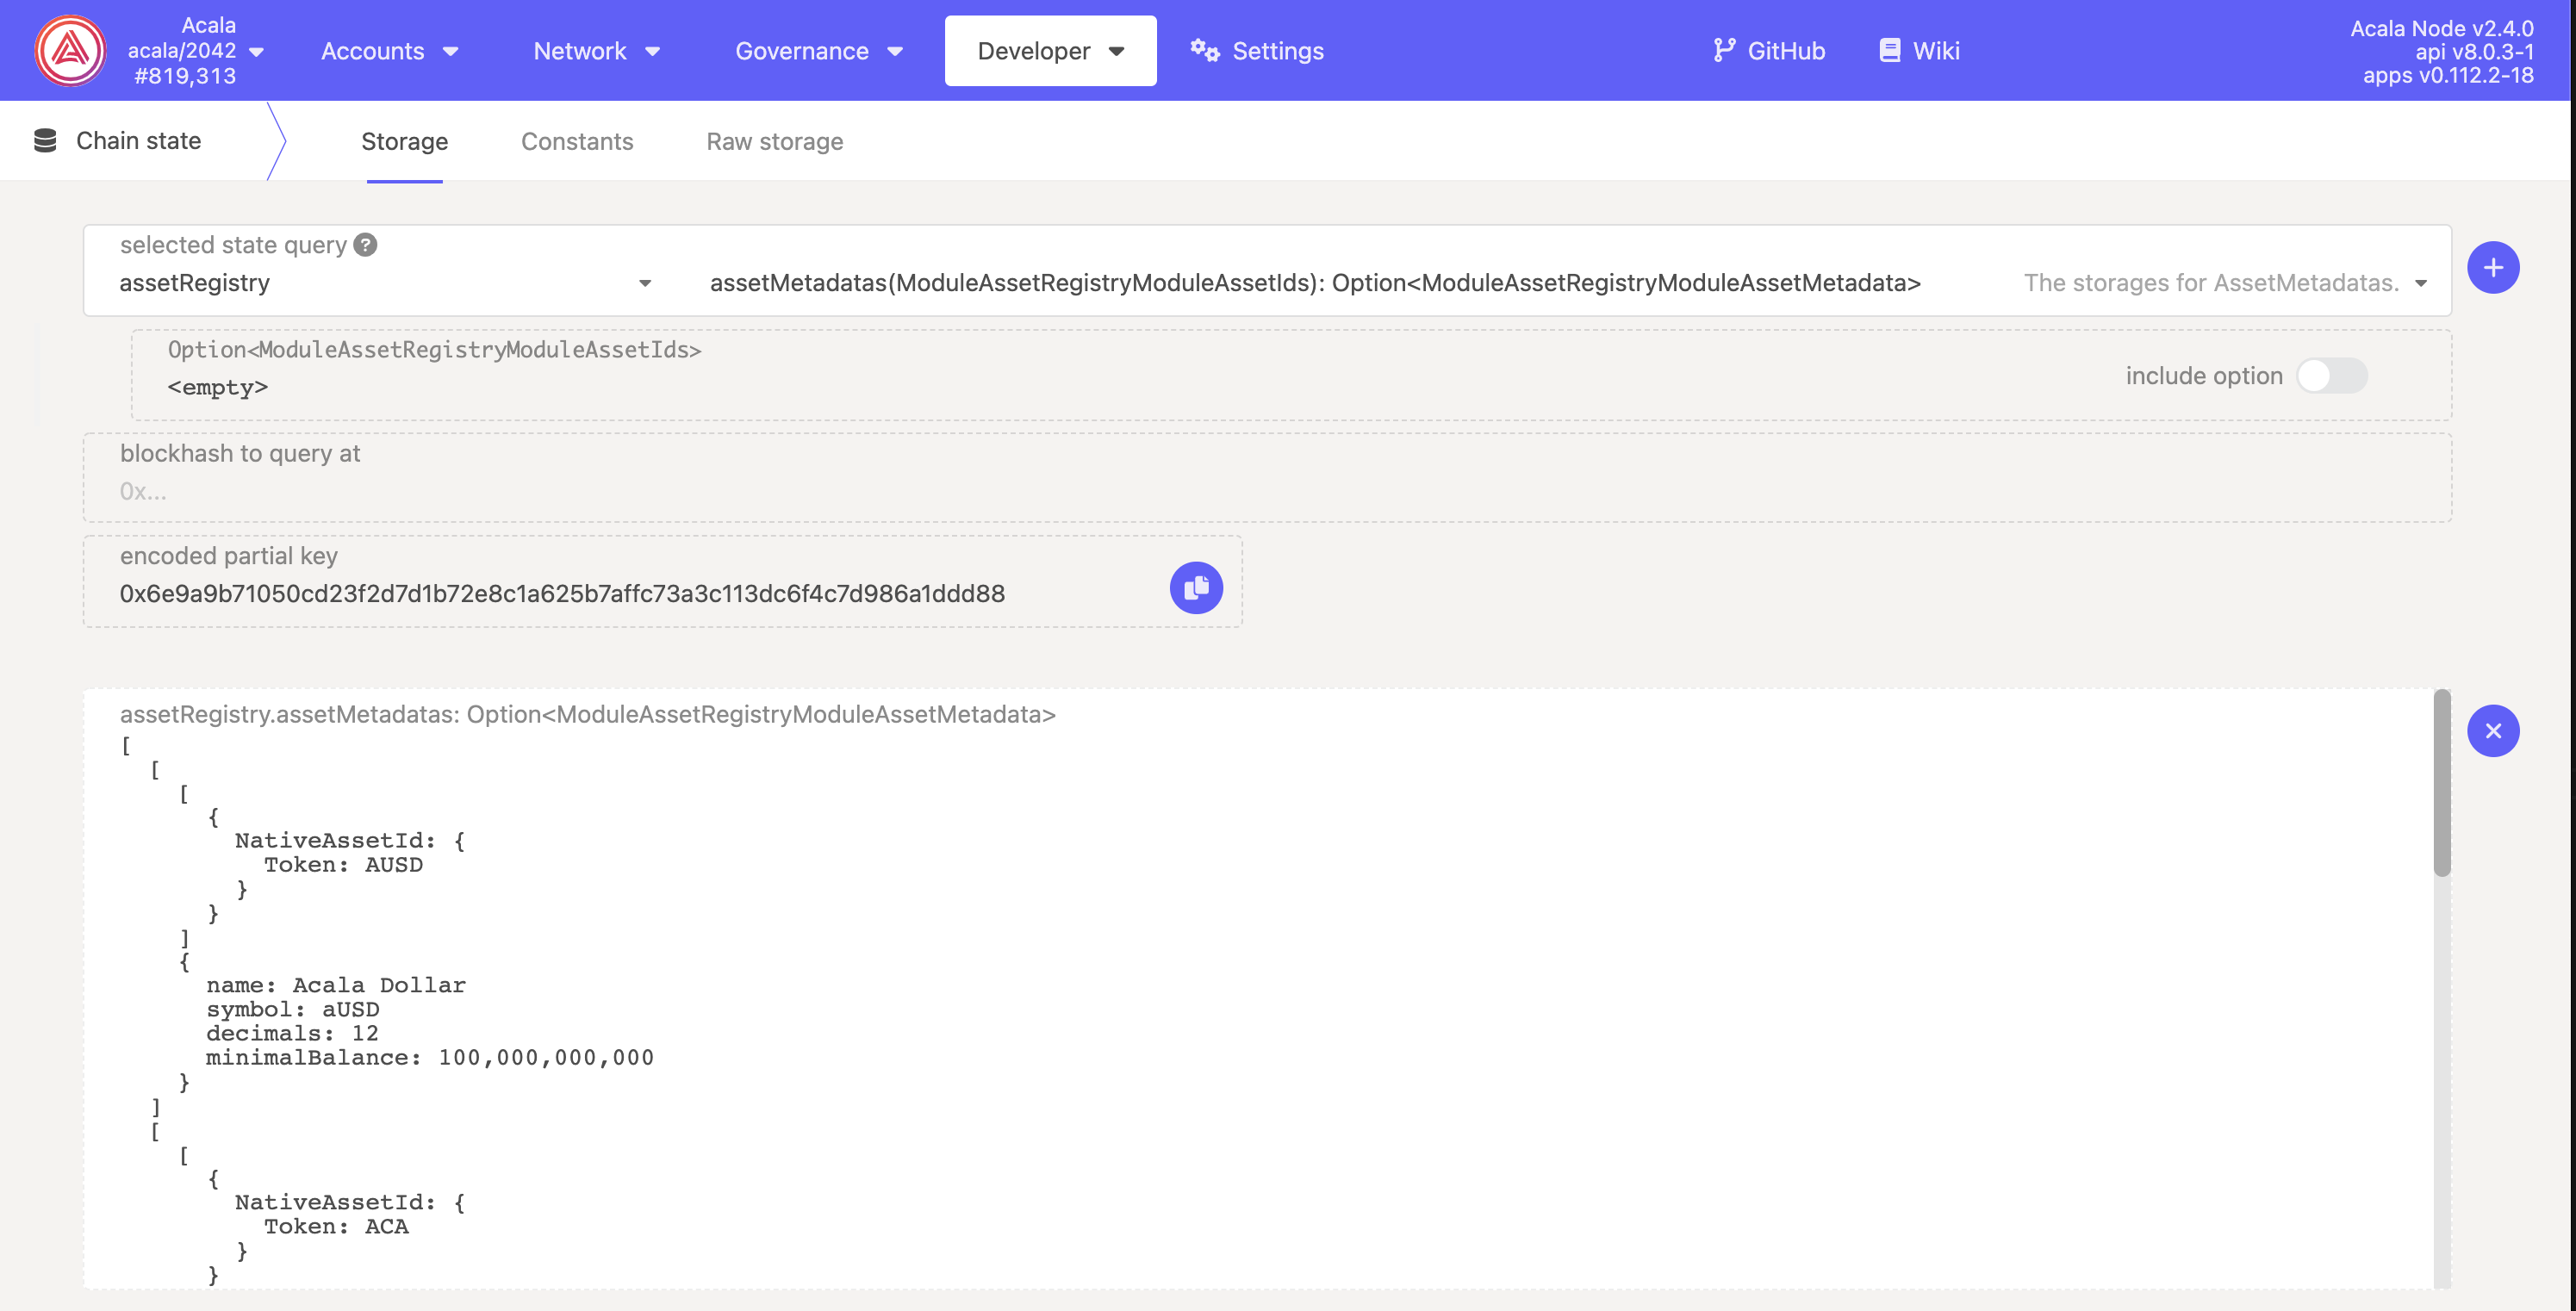 Acala
acala/2042
#819,313
Accounts
Network
Governance
Developer
Settings
GitHub
Wiki
Acala Node v2.4.0
api v8.0.3-1
apps v0.112.2-18
Chain state
Storage
Constants
Raw storage
selected state query ?
assetRegistry
assetMetadatas(ModuleAssetRegistryModuleAssetIds): Option<ModuleAssetRegistryModuleAssetMetadata>
The storages for AssetMetadatas.
Option<ModuleAssetRegistryModuleAssetIds>
<empty>
include option
blockhash to query at
0x...
encoded partial key
0x6e9a9b71050cd23f2d7d1b72e8c1a625b7affc73a3c113dc6f4c7d986a1ddd88
assetRegistry.assetMetadatas: Option<ModuleAssetRegistryModuleAssetMetadata>
[
[
[
{
NativeAssetId: {
Token: AUSD
}
}
]
{
name: Acala Dollar
symbol: aUSD
decimals: 12
minimalBalance: 100,000,000,000
}
]
[
[
{
NativeAssetId: {
Token: ACA
}
}